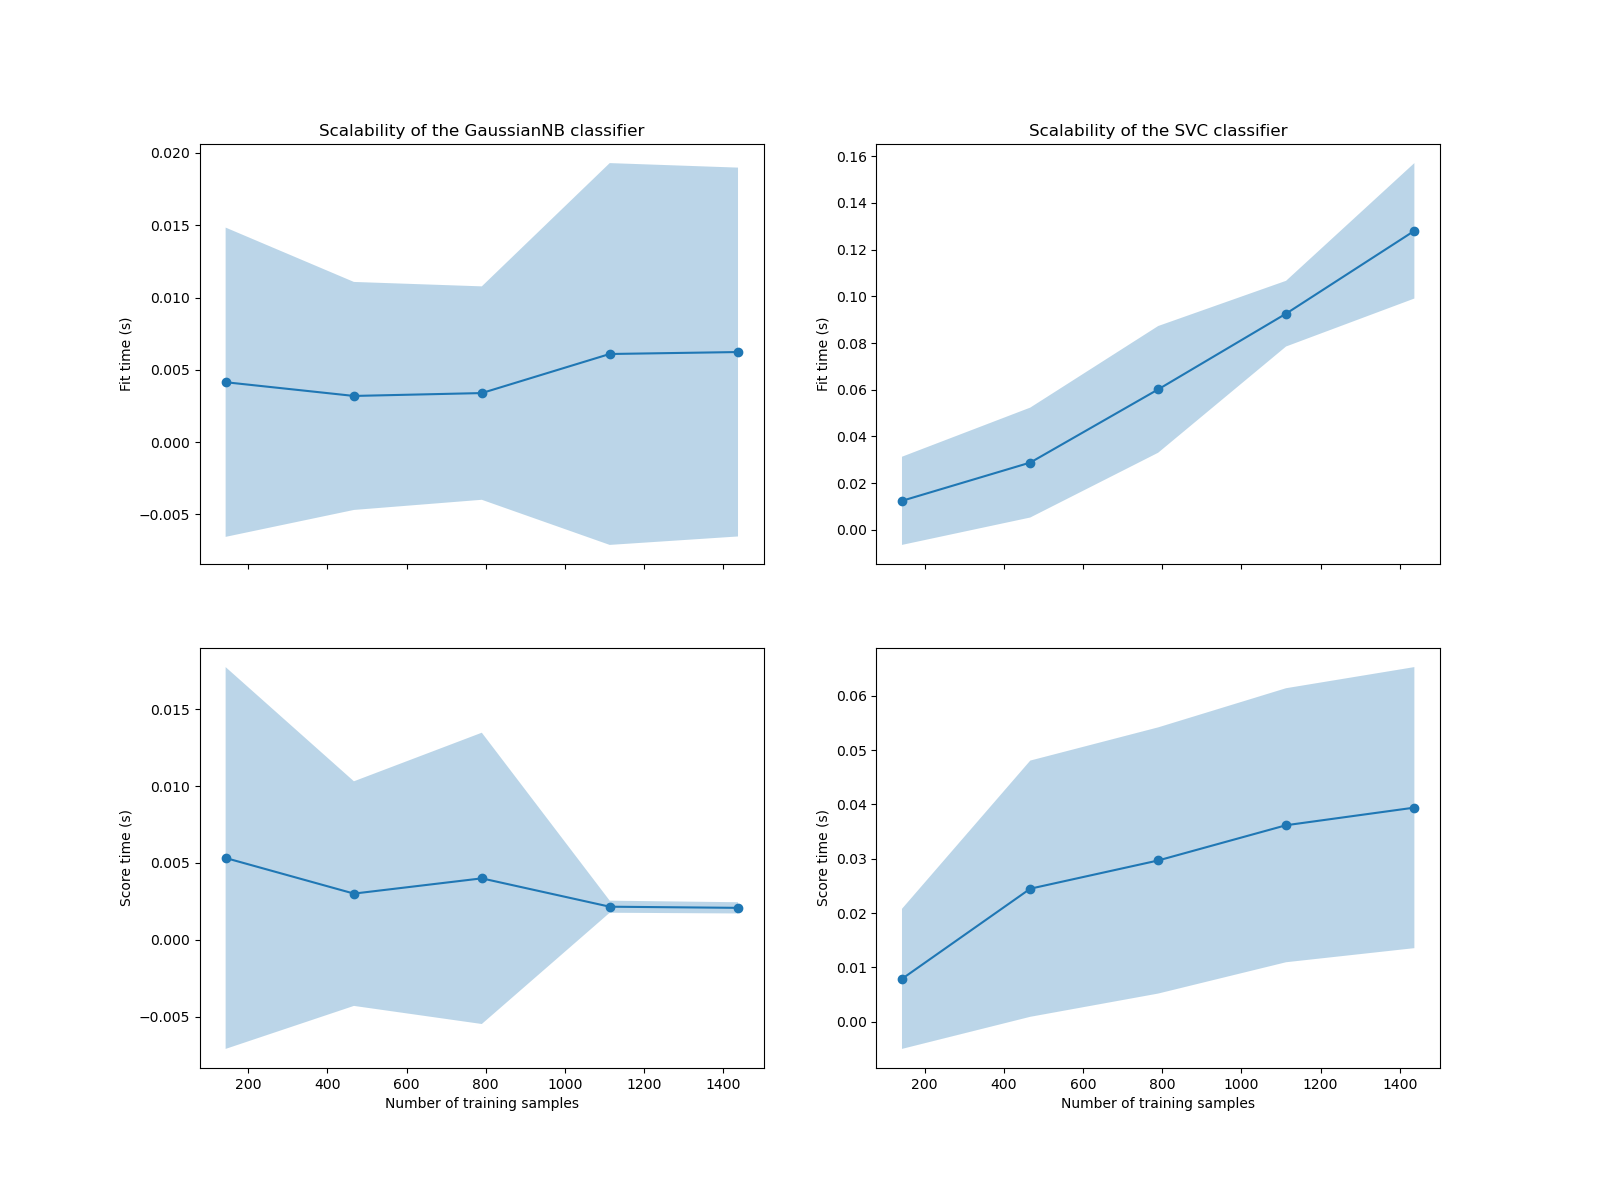 Scalability of the GaussianNB classifier
0.020
0.015
0.010
0.005
0.000
−0.005
Fit time (s)
Scalability of the SVC classifier
0.16
0.14
0.12
0.10
0.08
0.06
0.04
0.02
0.00
Fit time (s)
0.015
0.010
0.005
0.000
−0.005
Score time (s)
200 400 600 800 1000 1200 1400
Number of training samples
0.06
0.05
0.04
0.03
0.02
0.01
0.00
Score time (s)
200 400 600 800 1000 1200 1400
Number of training samples